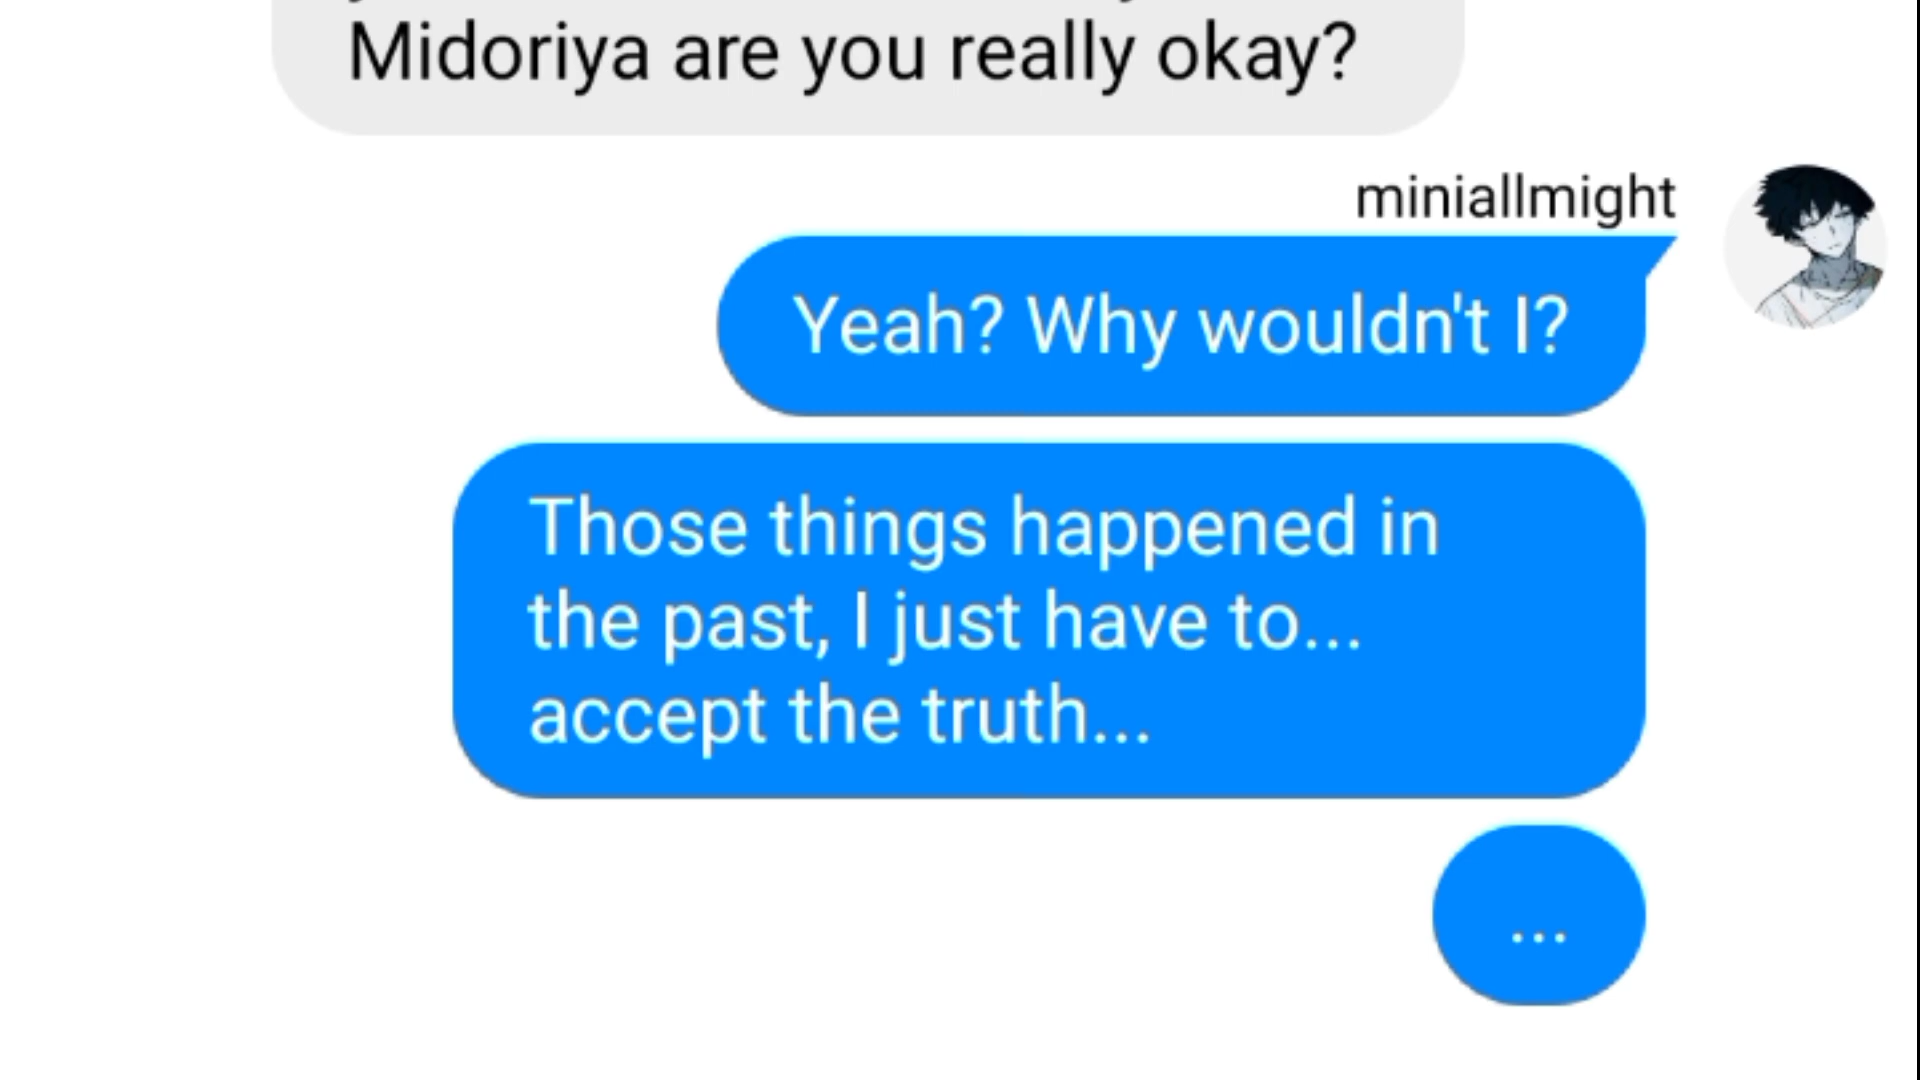 Midoriya are you really okay?
miniallmight
Yeah? Why wouldn't I?
Those things happened in
the past, I just have to...
accept the truth...
...